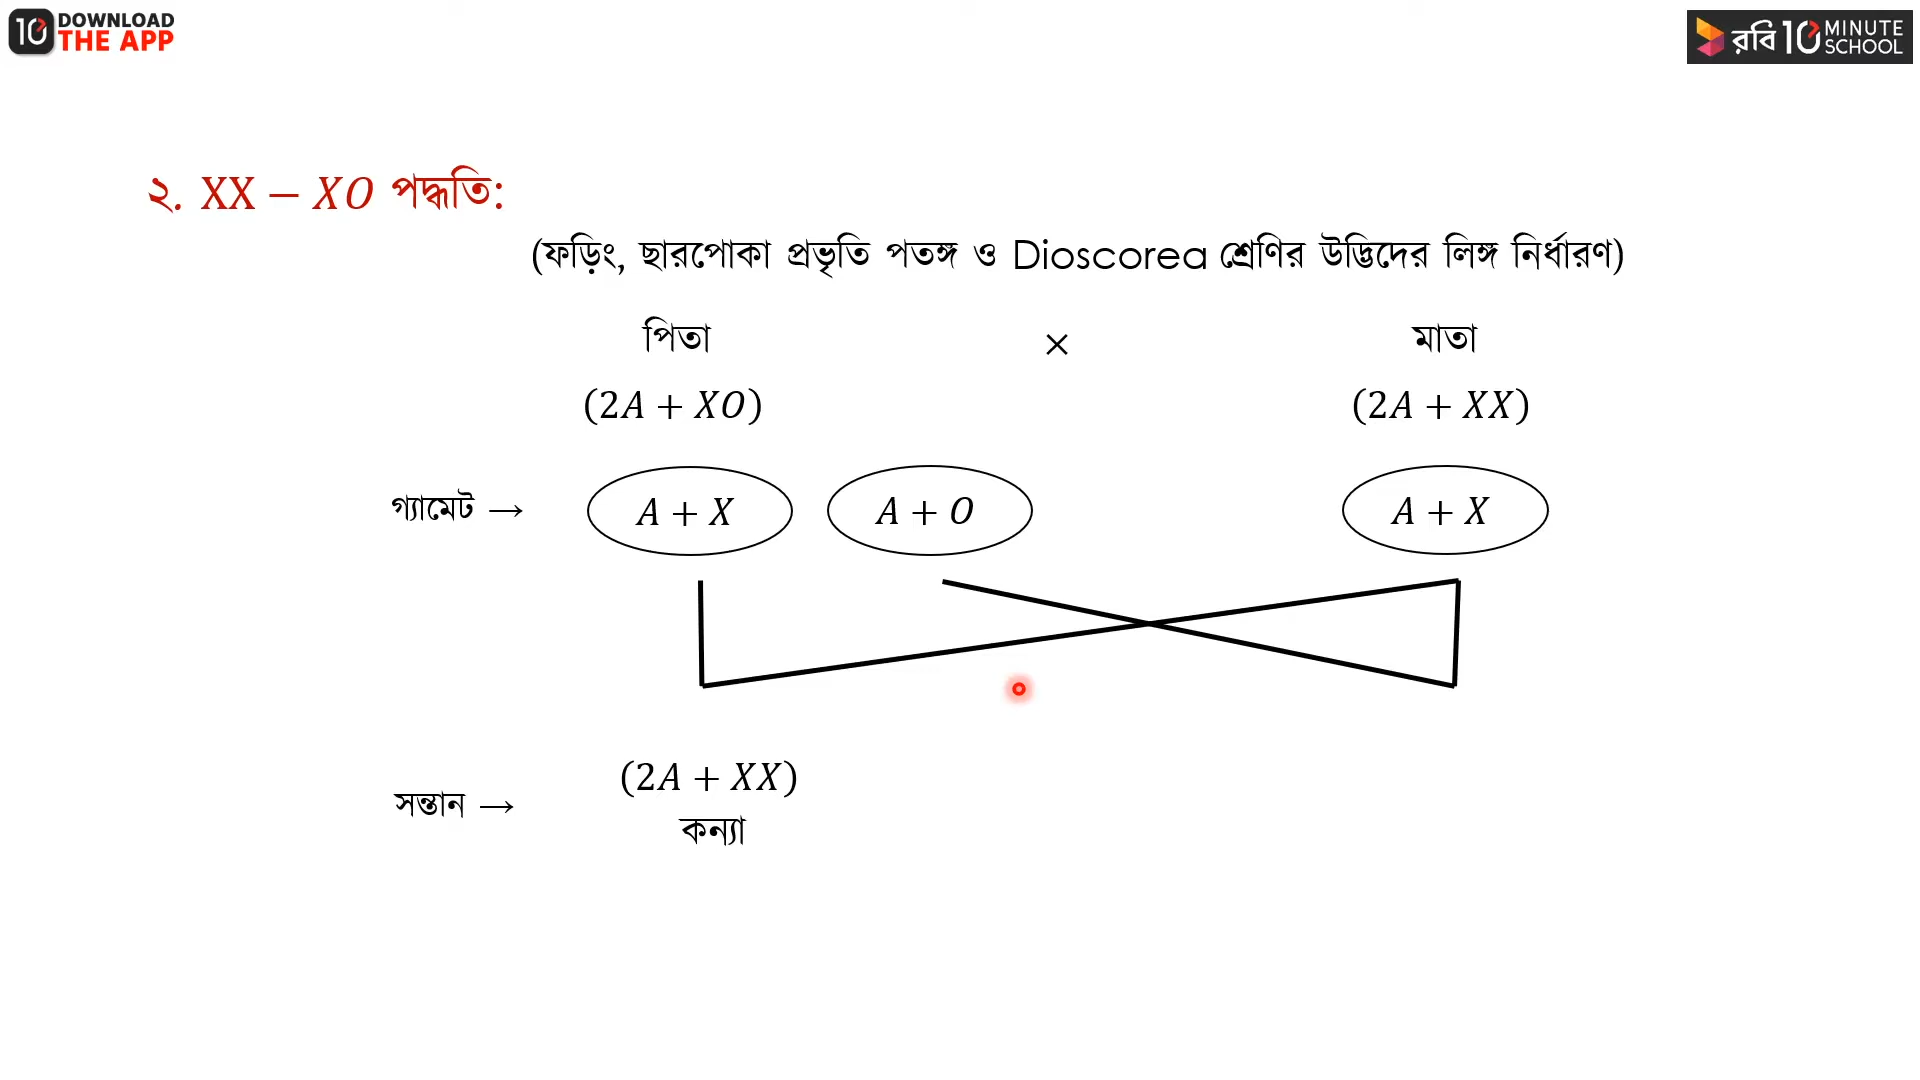 10 DOWNLOAD THE APP
রবি 10 MINUTE SCHOOL
২. XX − XO পদ্ধতি:
(ফড়িং, ছারপোকা প্রভৃতি পতঙ্গ ও Dioscorea শ্রেণির উদ্ভিদের লিঙ্গ নির্ধারণ)
পিতা × মাতা
(2A + XO) (2A + XX)
গ্যামেট → A + X A + O A + X
(2A + XX)
সন্তান →
কন্যা